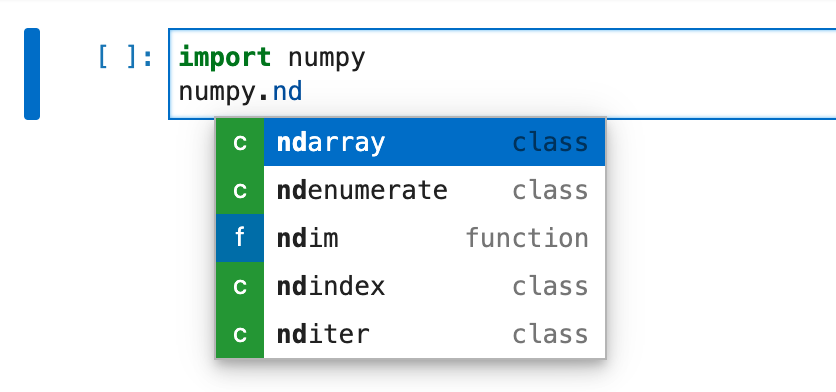 [ ]: import numpy
numpy.nd
c ndarray class
c ndenumerate class
f ndim function
c ndindex class
c nditer class